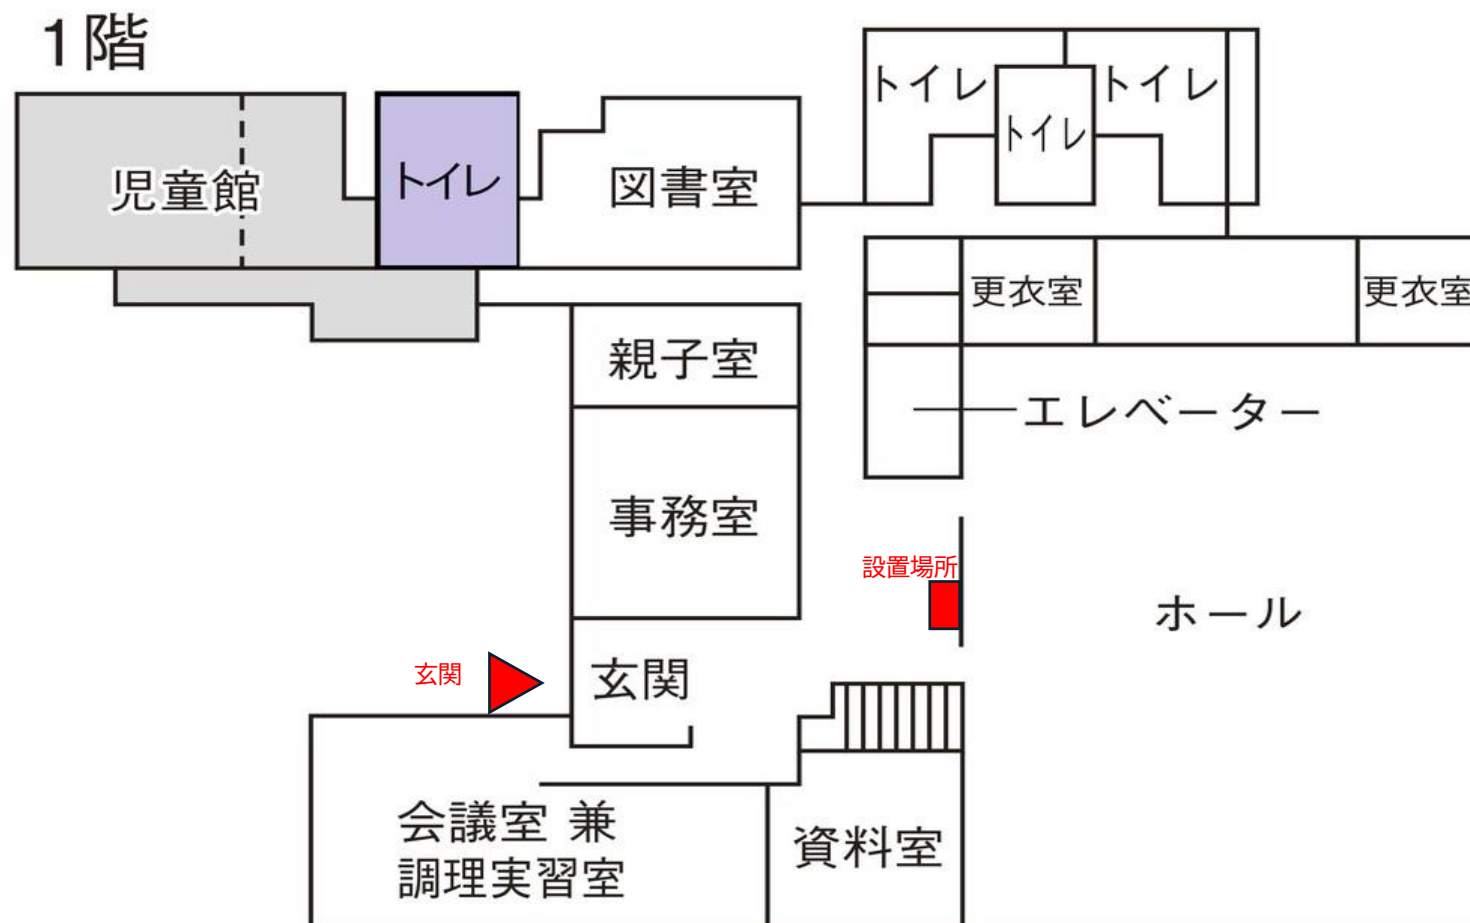 1階
トイレ
トイレ
トイレ
児童館
トイレ
図書室
更衣室
更衣室
親子室
エレベーター
事務室
設置場所
ホール
玄関
玄関
会議室 兼
調理実習室
資料室